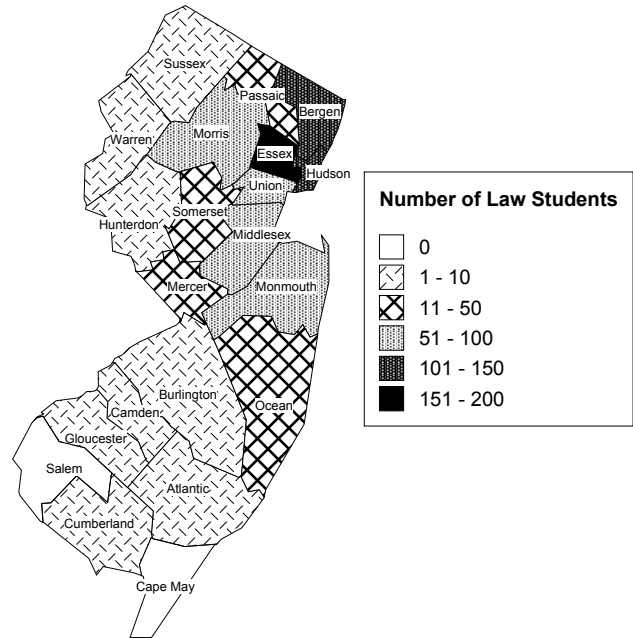 Sussex
Passaic
Bergen
Warren
Morris
Essex
Hudson
Union
Hunterdon
Somerset
Middlesex
Mercer
Monmouth
Burlington
Ocean
Camden
Gloucester
Salem
Atlantic
Cumberland
Cape May
Number of Law Students
0
1 - 10
11 - 50
51 - 100
101 - 150
151 - 200